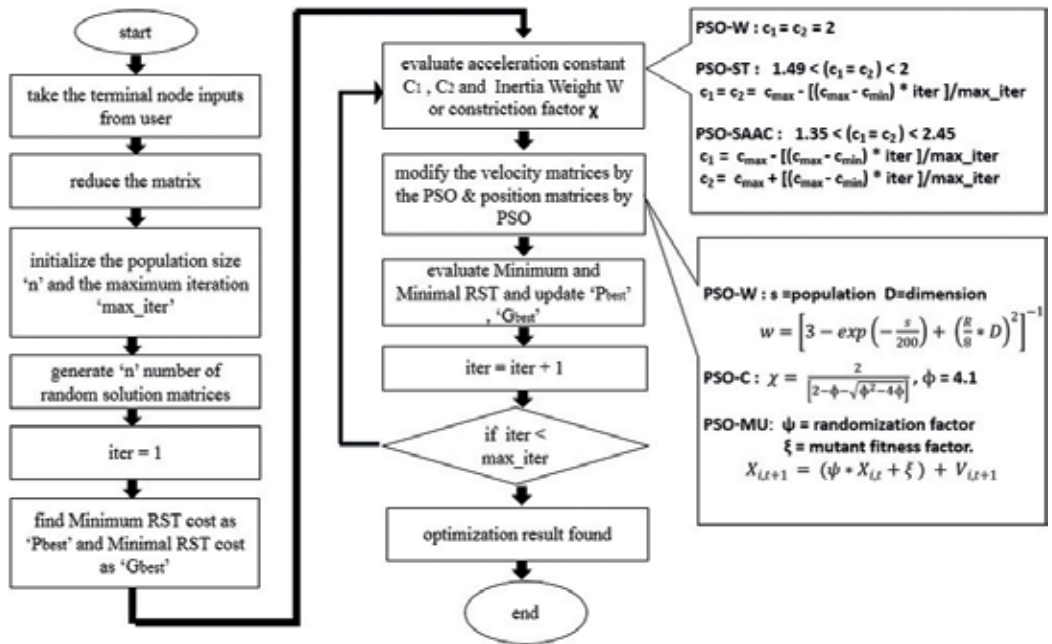 start
take the terminal node inputs
from user
reduce the matrix
initialize the population size
‘n’ and the maximum iteration
‘max_iter’
generate ‘n’ number of
random solution matrices
iter = 1
find Minimum RST cost as
‘Pbest’ and Minimal RST cost
as ‘Gbest’
evaluate acceleration constant
C1 , C2 and Inertia Weight W
or constriction factor χ
modify the velocity matrices by
the PSO & position matrices by
PSO
evaluate Minimum and
Minimal RST and update ‘Pbest’
, ‘Gbest’
iter = iter + 1
if iter <
max_iter
optimization result found
end
PSO-W : c₁ = c₂ = 2
PSO-ST : 1.49 < (c₁ = c₂ ) < 2
c₁ = c₂ = cmax - [(cmax - cmin) * iter ]/max_iter
PSO-SAAC : 1.35 < (c₁ = c₂ ) < 2.45
c₁ = cmax - [(cmax - cmin) * iter ]/max_iter
c₂ = cmax + [(cmax - cmin) * iter ]/max_iter
PSO-W : s =population D=dimension
w = [3 − exp (− s/200) + (R/8 * D)²]⁻¹
PSO-C : χ = 2/[2−ϕ−√ϕ²−4ϕ] , ϕ = 4.1
PSO-MU: ψ = randomization factor
ξ = mutant fitness factor.
Xi,t+1 = (ψ * Xi,t + ξ ) + Vi,t+1